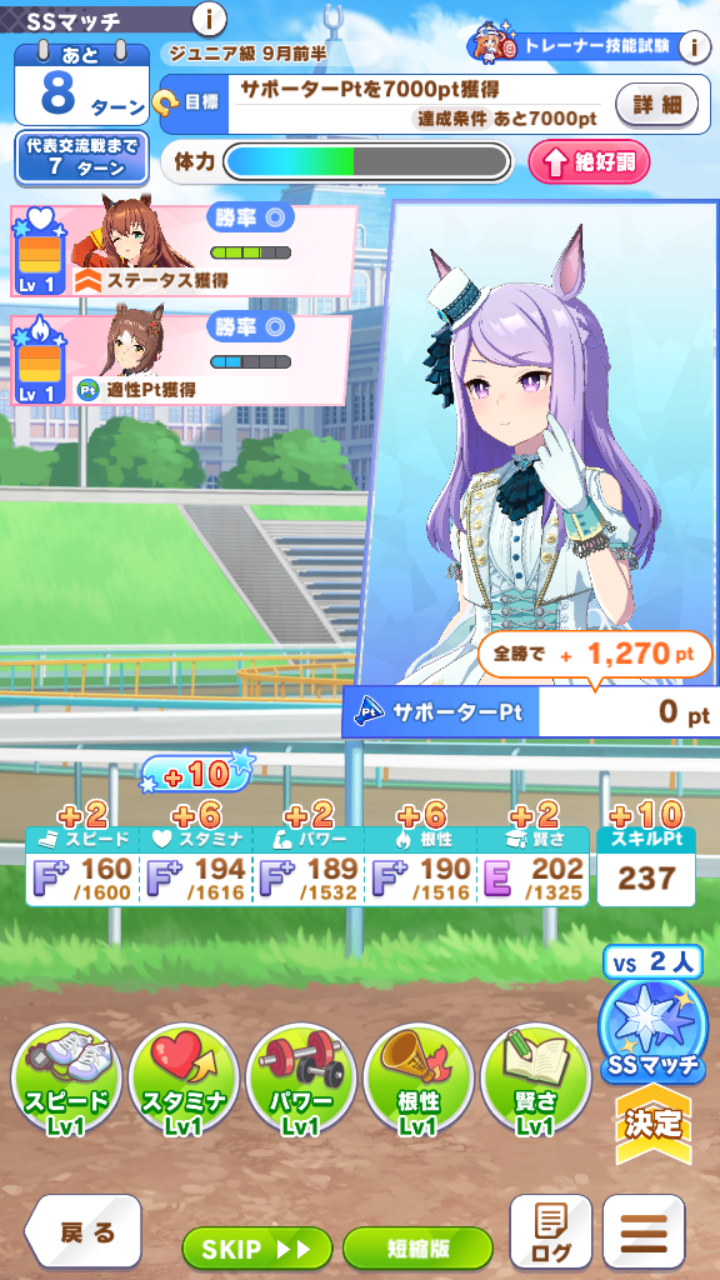 SSマッチ
i
あと
8 ターン
代表交流戦まで
7 ターン
ジュニア級 9月前半
トレーナー技能試験
i
目標
サポーターPtを7000pt獲得
達成条件 あと7000pt
詳細
体力
絶好調
勝率 ◎
Lv 1
ステータス獲得
勝率 ◎
Lv 1
Pt 適性Pt獲得
全勝で + 1,270 pt
Pt サポーターPt
0 pt
+10
+2 +6 +2 +6 +2 +10
スピード スタミナ パワー 根性 賢さ スキルPt
F+ 160 F+ 194 F+ 189 F+ 190 E 202 237
/1600 /1616 /1532 /1516 /1325
VS 2人
SSマッチ
決定
スピード スタミナ パワー 根性 賢さ
Lv1 Lv1 Lv1 Lv1 Lv1
戻る
SKIP
短縮版
ログ